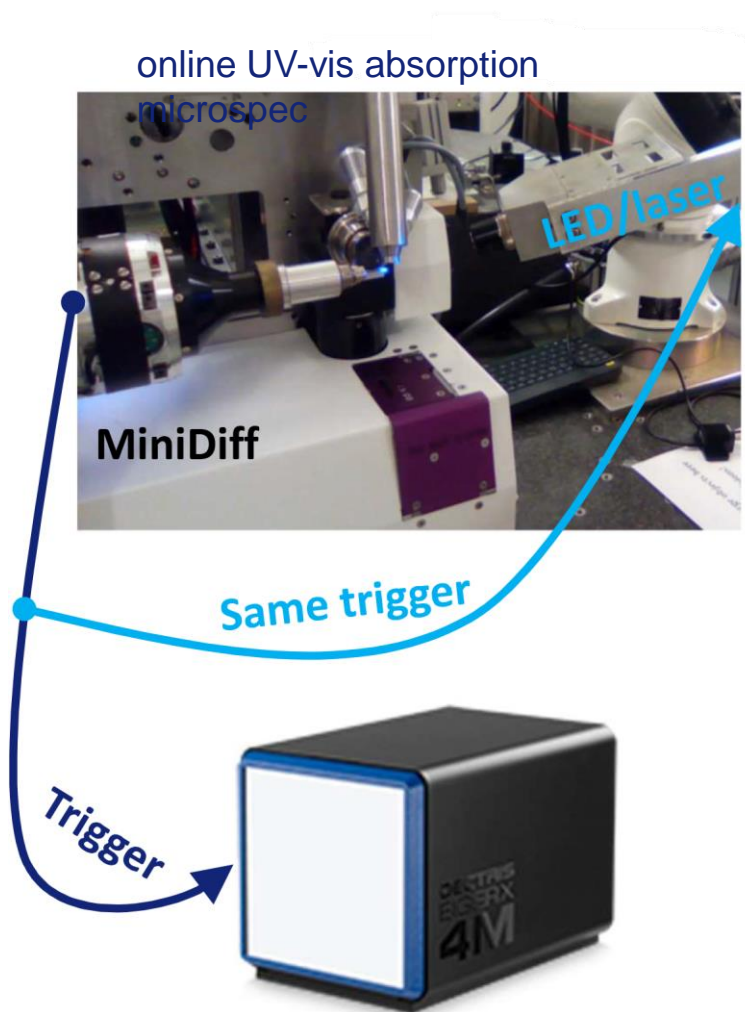 online UV-vis absorption
microspec
LED/laser
MiniDiff
Same trigger
Trigger
DECTRIS
EIGER X
4M